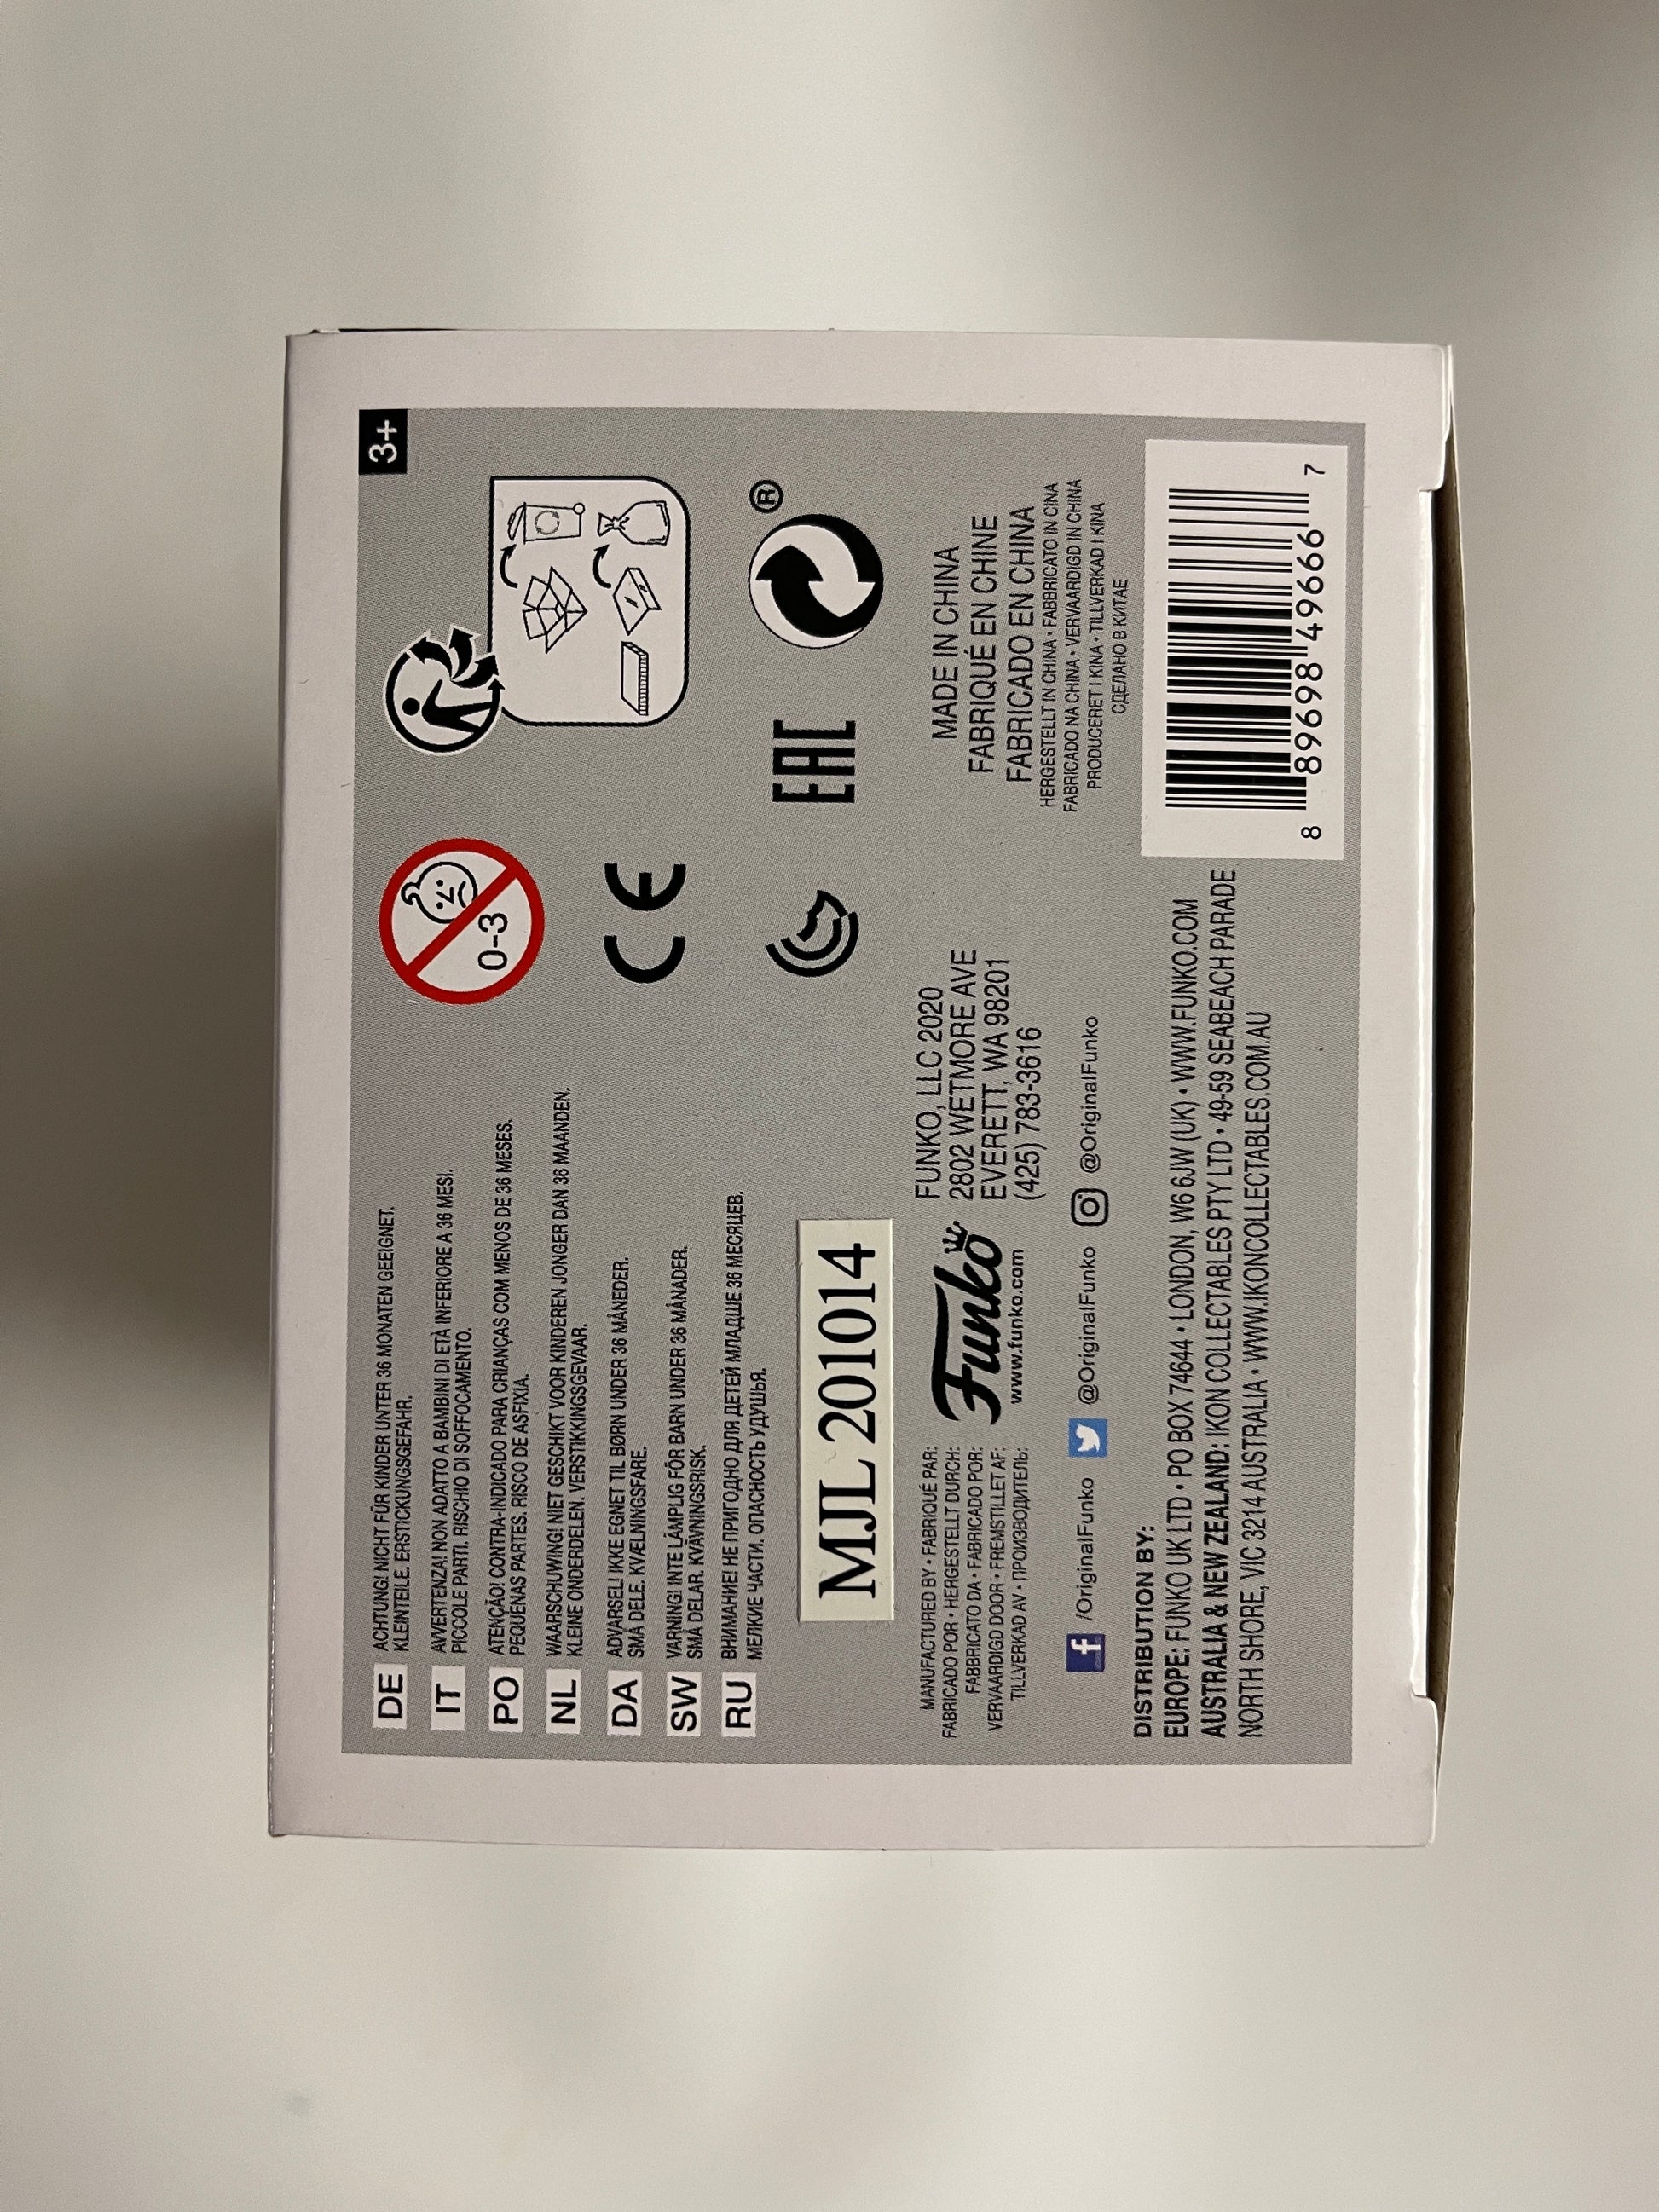 3+
DE
ACHTUNG! NICHT FÜR KINDER UNTER 36 MONATEN GEEIGNET.
KLEINTEILE. ERSTICKUNGSGEFAHR.
IT
AVVERTENZA! NON ADATTO A BAMBINI DI ETÀ INFERIORE A 36 MESI.
PICCOLE PARTI. RISCHIO DI SOFFOCAMENTO.
PO
ATENÇÃO! CONTRA-INDICADO PARA CRIANÇAS COM MENOS DE 36 MESES.
PEQUENAS PARTES. RISCO DE ASFIXIA.
NL
WAARSCHUWING! NIET GESCHIKT VOOR KINDEREN JONGER DAN 36 MAANDEN.
KLEINE ONDERDELEN. VERSTIKKINGSGEVAAR.
DA
ADVARSEL! IKKE EGNET TIL BØRN UNDER 36 MÅNEDER.
SMÅ DELE. KVÆLNINGSFARE.
SW
VARNING! INTE LÄMPLIG FÖR BARN UNDER 36 MÅNADER.
SMÅ DELAR. KVÄVNINGSRISK.
RU
ВНИМАНИЕ! НЕ ПРИГОДНО ДЛЯ ДЕТЕЙ МЛАДШЕ 36 МЕСЯЦЕВ.
МЕЛКИЕ ЧАСТИ. ОПАСНОСТЬ УДУШЬЯ.
0-3
CE
EAC
®
MJL 201014
MANUFACTURED BY • FABRIQUÉ PAR:
FABRICADO POR • HERGESTELLT DURCH:
FABBRICATO DA • FABRICADO POR:
VERVAARDIGD DOOR • FREMSTILLET AF:
TILLVERKAD AV • ПРОИЗВОДИТЕЛЬ:
Funko
www.funko.com
FUNKO, LLC 2020
2802 WETMORE AVE
EVERETT, WA 98201
(425) 783-3616
MADE IN CHINA
FABRIQUÉ EN CHINE
FABRICADO EN CHINA
HERGESTELLT IN CHINA • FABBRICATO IN CINA
FABRICADO NA CHINA • VERVAARDIGD IN CHINA
PRODUCERET I KINA • TILLVERKAD I KINA
СДЕЛАНО В КИТАЕ
f /OriginalFunko @OriginalFunko @OriginalFunko
DISTRIBUTION BY:
EUROPE: FUNKO UK LTD • PO BOX 74644 • LONDON, W6 6JW (UK) • WWW.FUNKO.COM
AUSTRALIA & NEW ZEALAND: IKON COLLECTABLES PTY LTD • 49-59 SEABEACH PARADE
NORTH SHORE, VIC 3214 AUSTRALIA • WWW.IKONCOLLECTABLES.COM.AU
8 89698 49666 7